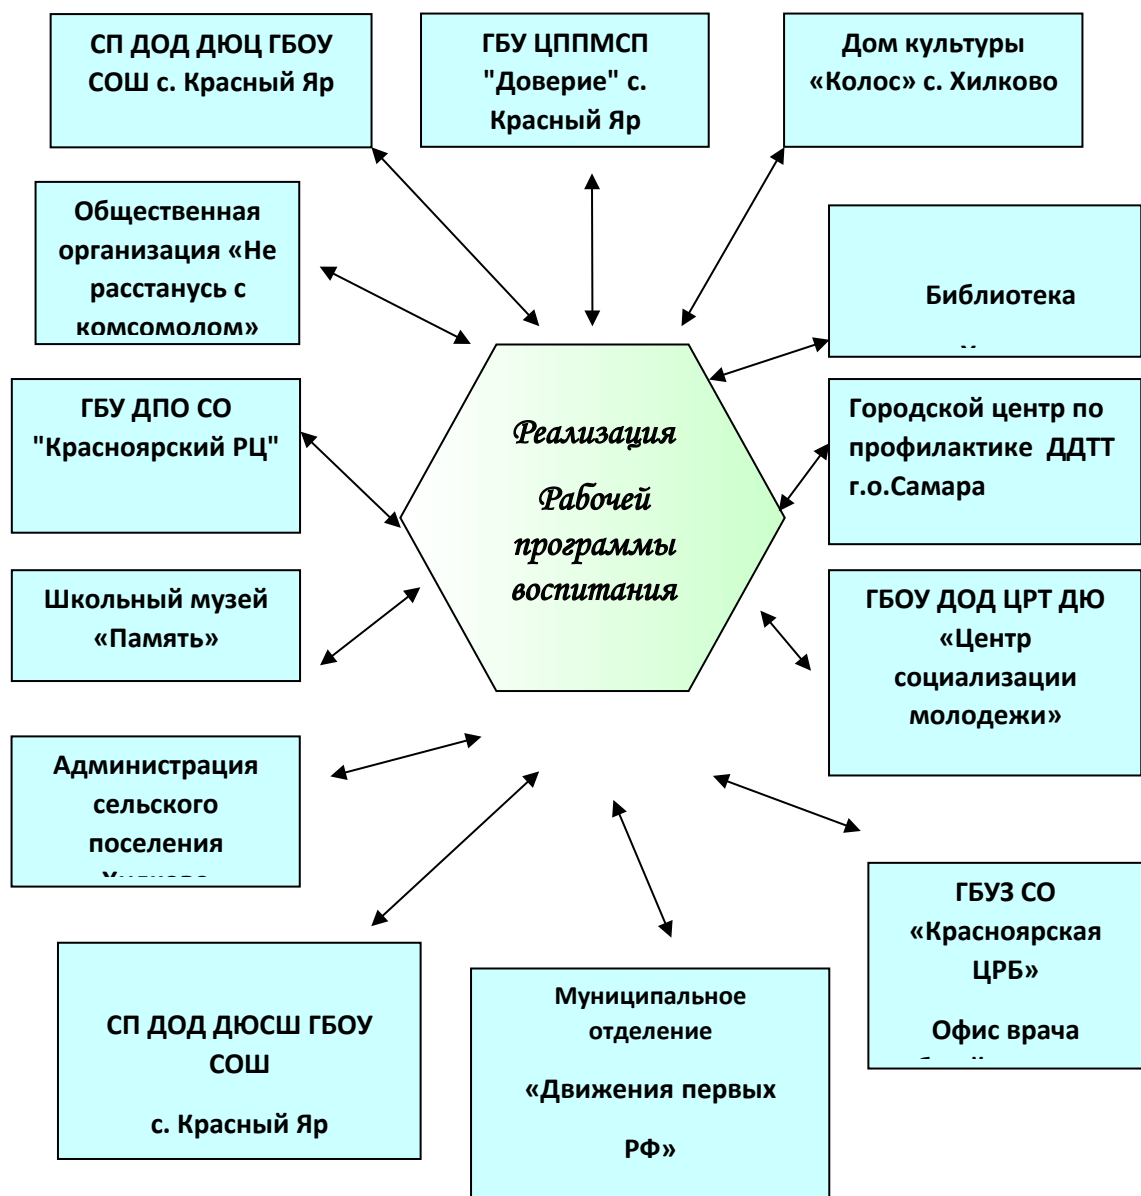 СП ДОД ДЮЦ ГБОУ
СОШ с. Красный Яр
ГБУ ЦППМСП
"Доверие" с.
Красный Яр
Дом культуры
«Колос» с. Хилково
Общественная
организация «Не
расстанусь с
комсомолом»
Библиотека
ГБУ ДПО СО
"Красноярский РЦ"
Реализация
Рабочей
программы
воспитания
Городской центр по
профилактике ДДТТ
г.о.Самара
Школьный музей
«Память»
ГБОУ ДОД ЦРТ ДЮ
«Центр
социализации
молодежи»
Администрация
сельского
поселения
ГБУЗ СО
«Красноярская
ЦРБ»
Офис врача
СП ДОД ДЮСШ ГБОУ
СОШ
с. Красный Яр
Муниципальное
отделение
«Движения первых
РФ»